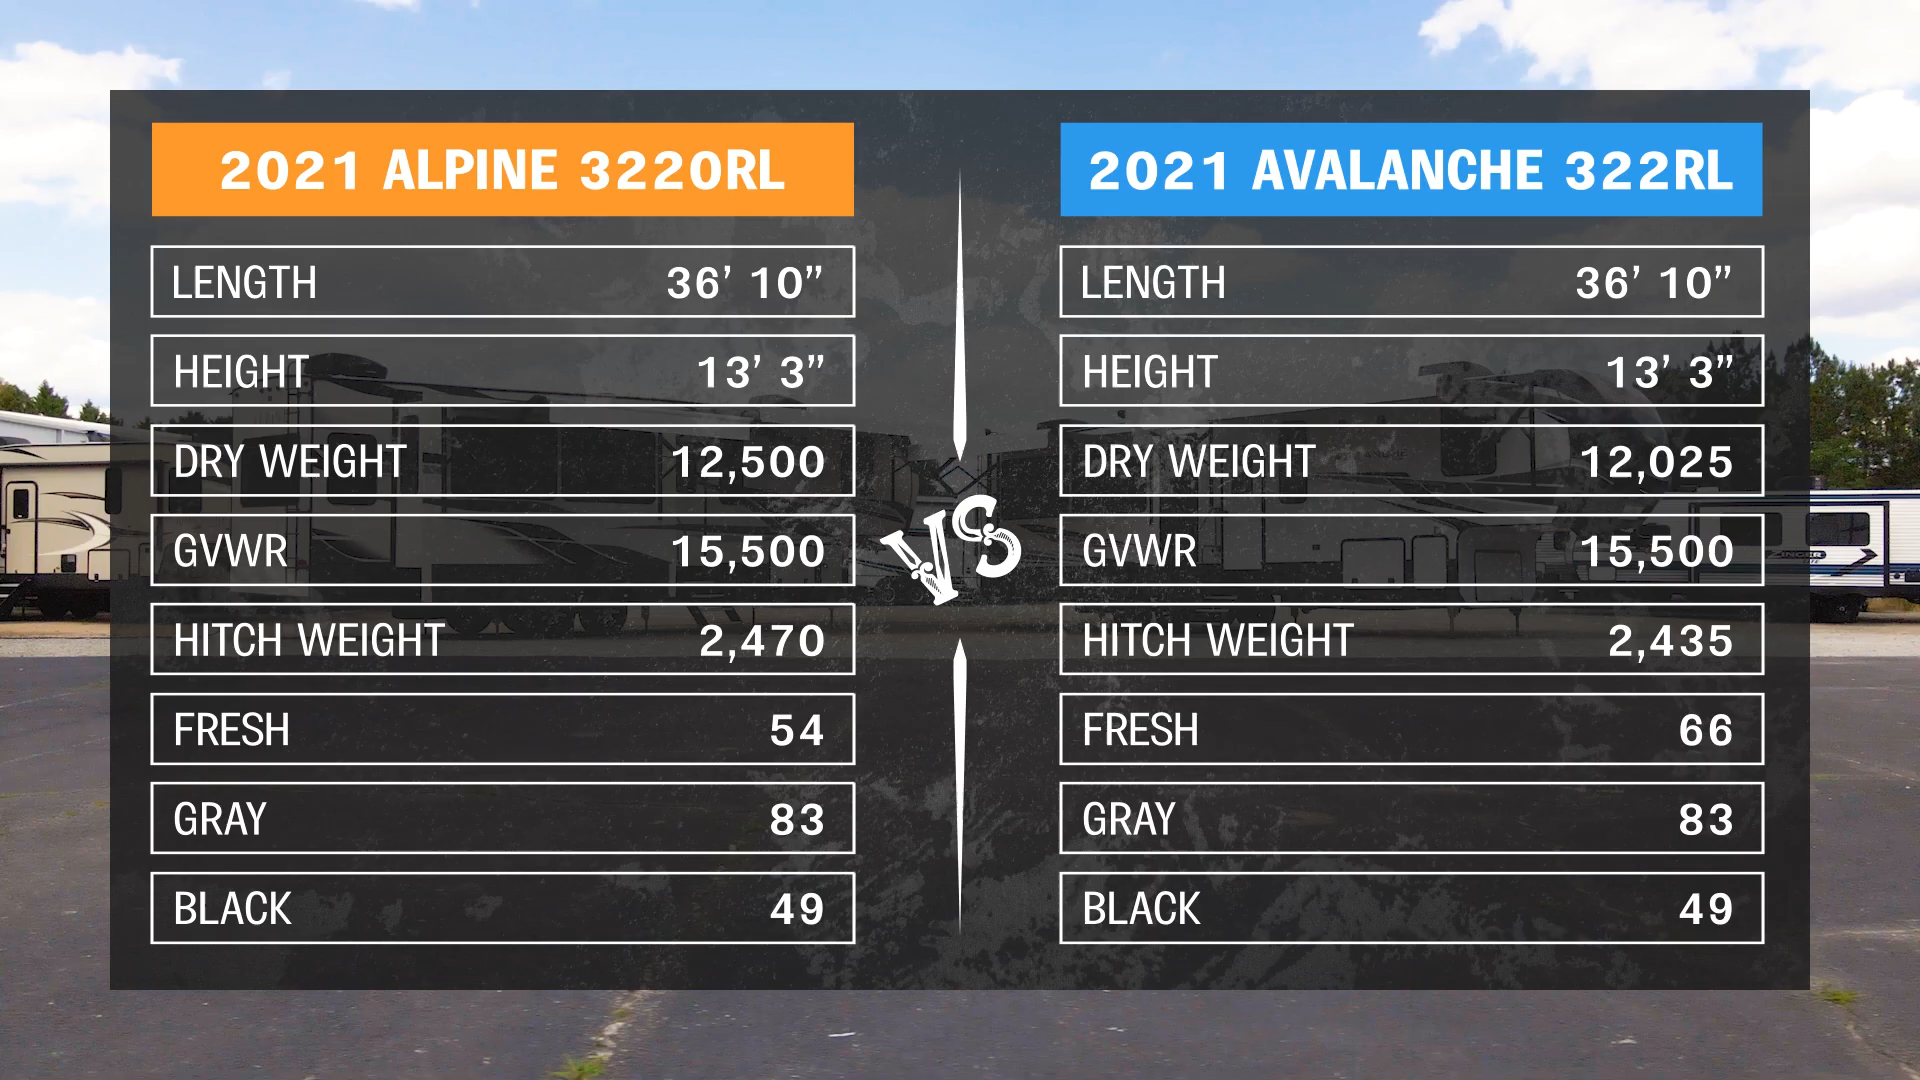 2021 ALPINE 3220RL
LENGTH 36’ 10”
HEIGHT 13’ 3”
DRY WEIGHT 12,500
GVWR 15,500
HITCH WEIGHT 2,470
FRESH 54
GRAY 83
BLACK 49
VS
2021 AVALANCHE 322RL
LENGTH 36’ 10”
HEIGHT 13’ 3”
DRY WEIGHT 12,025
GVWR 15,500
HITCH WEIGHT 2,435
FRESH 66
GRAY 83
BLACK 49